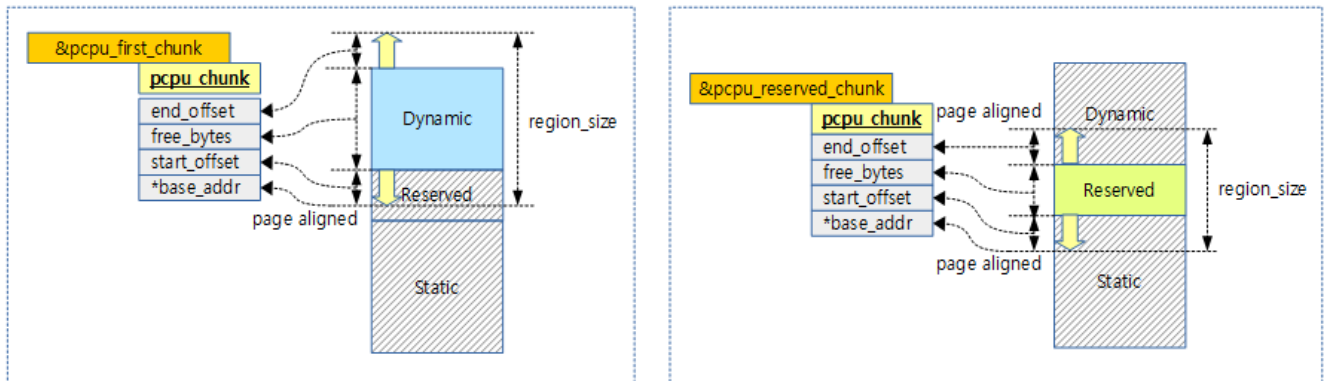 &pcpu_first_chunk
pcpu_chunk
end_offset
free_bytes
start_offset
*base_addr
page aligned
Dynamic
Reserved
Static
region_size
&pcpu_reserved_chunk
pcpu_chunk
end_offset
free_bytes
start_offset
*base_addr
page aligned
page aligned
Dynamic
Reserved
Static
region_size